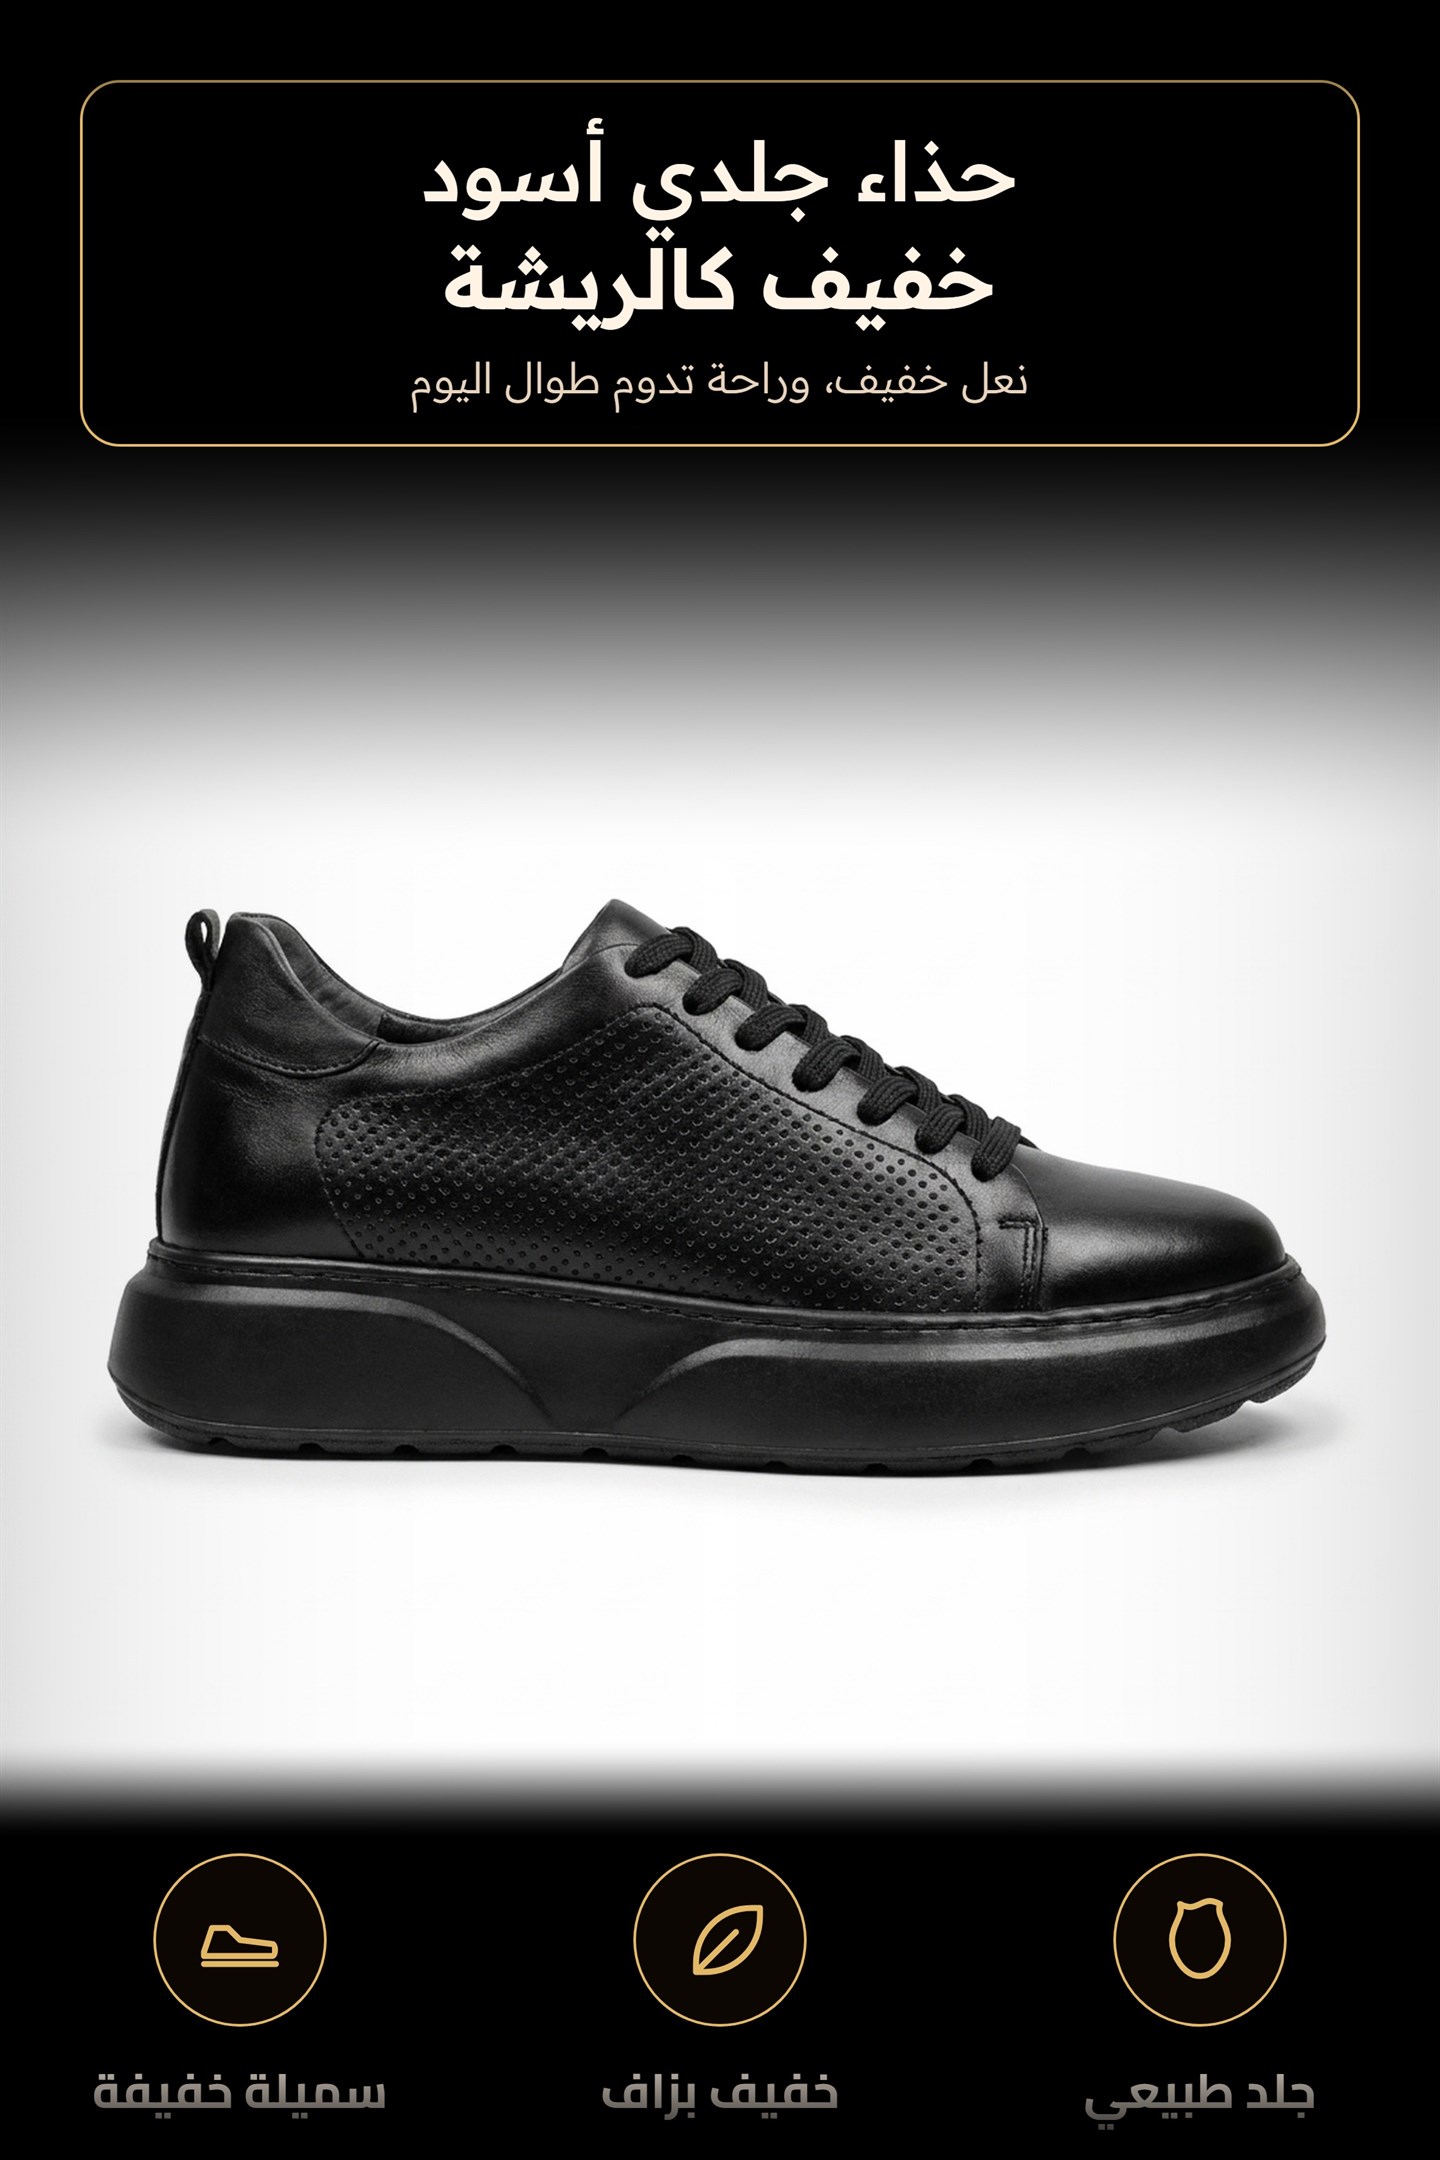 حذاء جلدي أسود
خفيف كالريشة
نعل خفيف، وراحة تدوم طوال اليوم
جلد طبيعي
خفيف بزاف
سميلة خفيفة